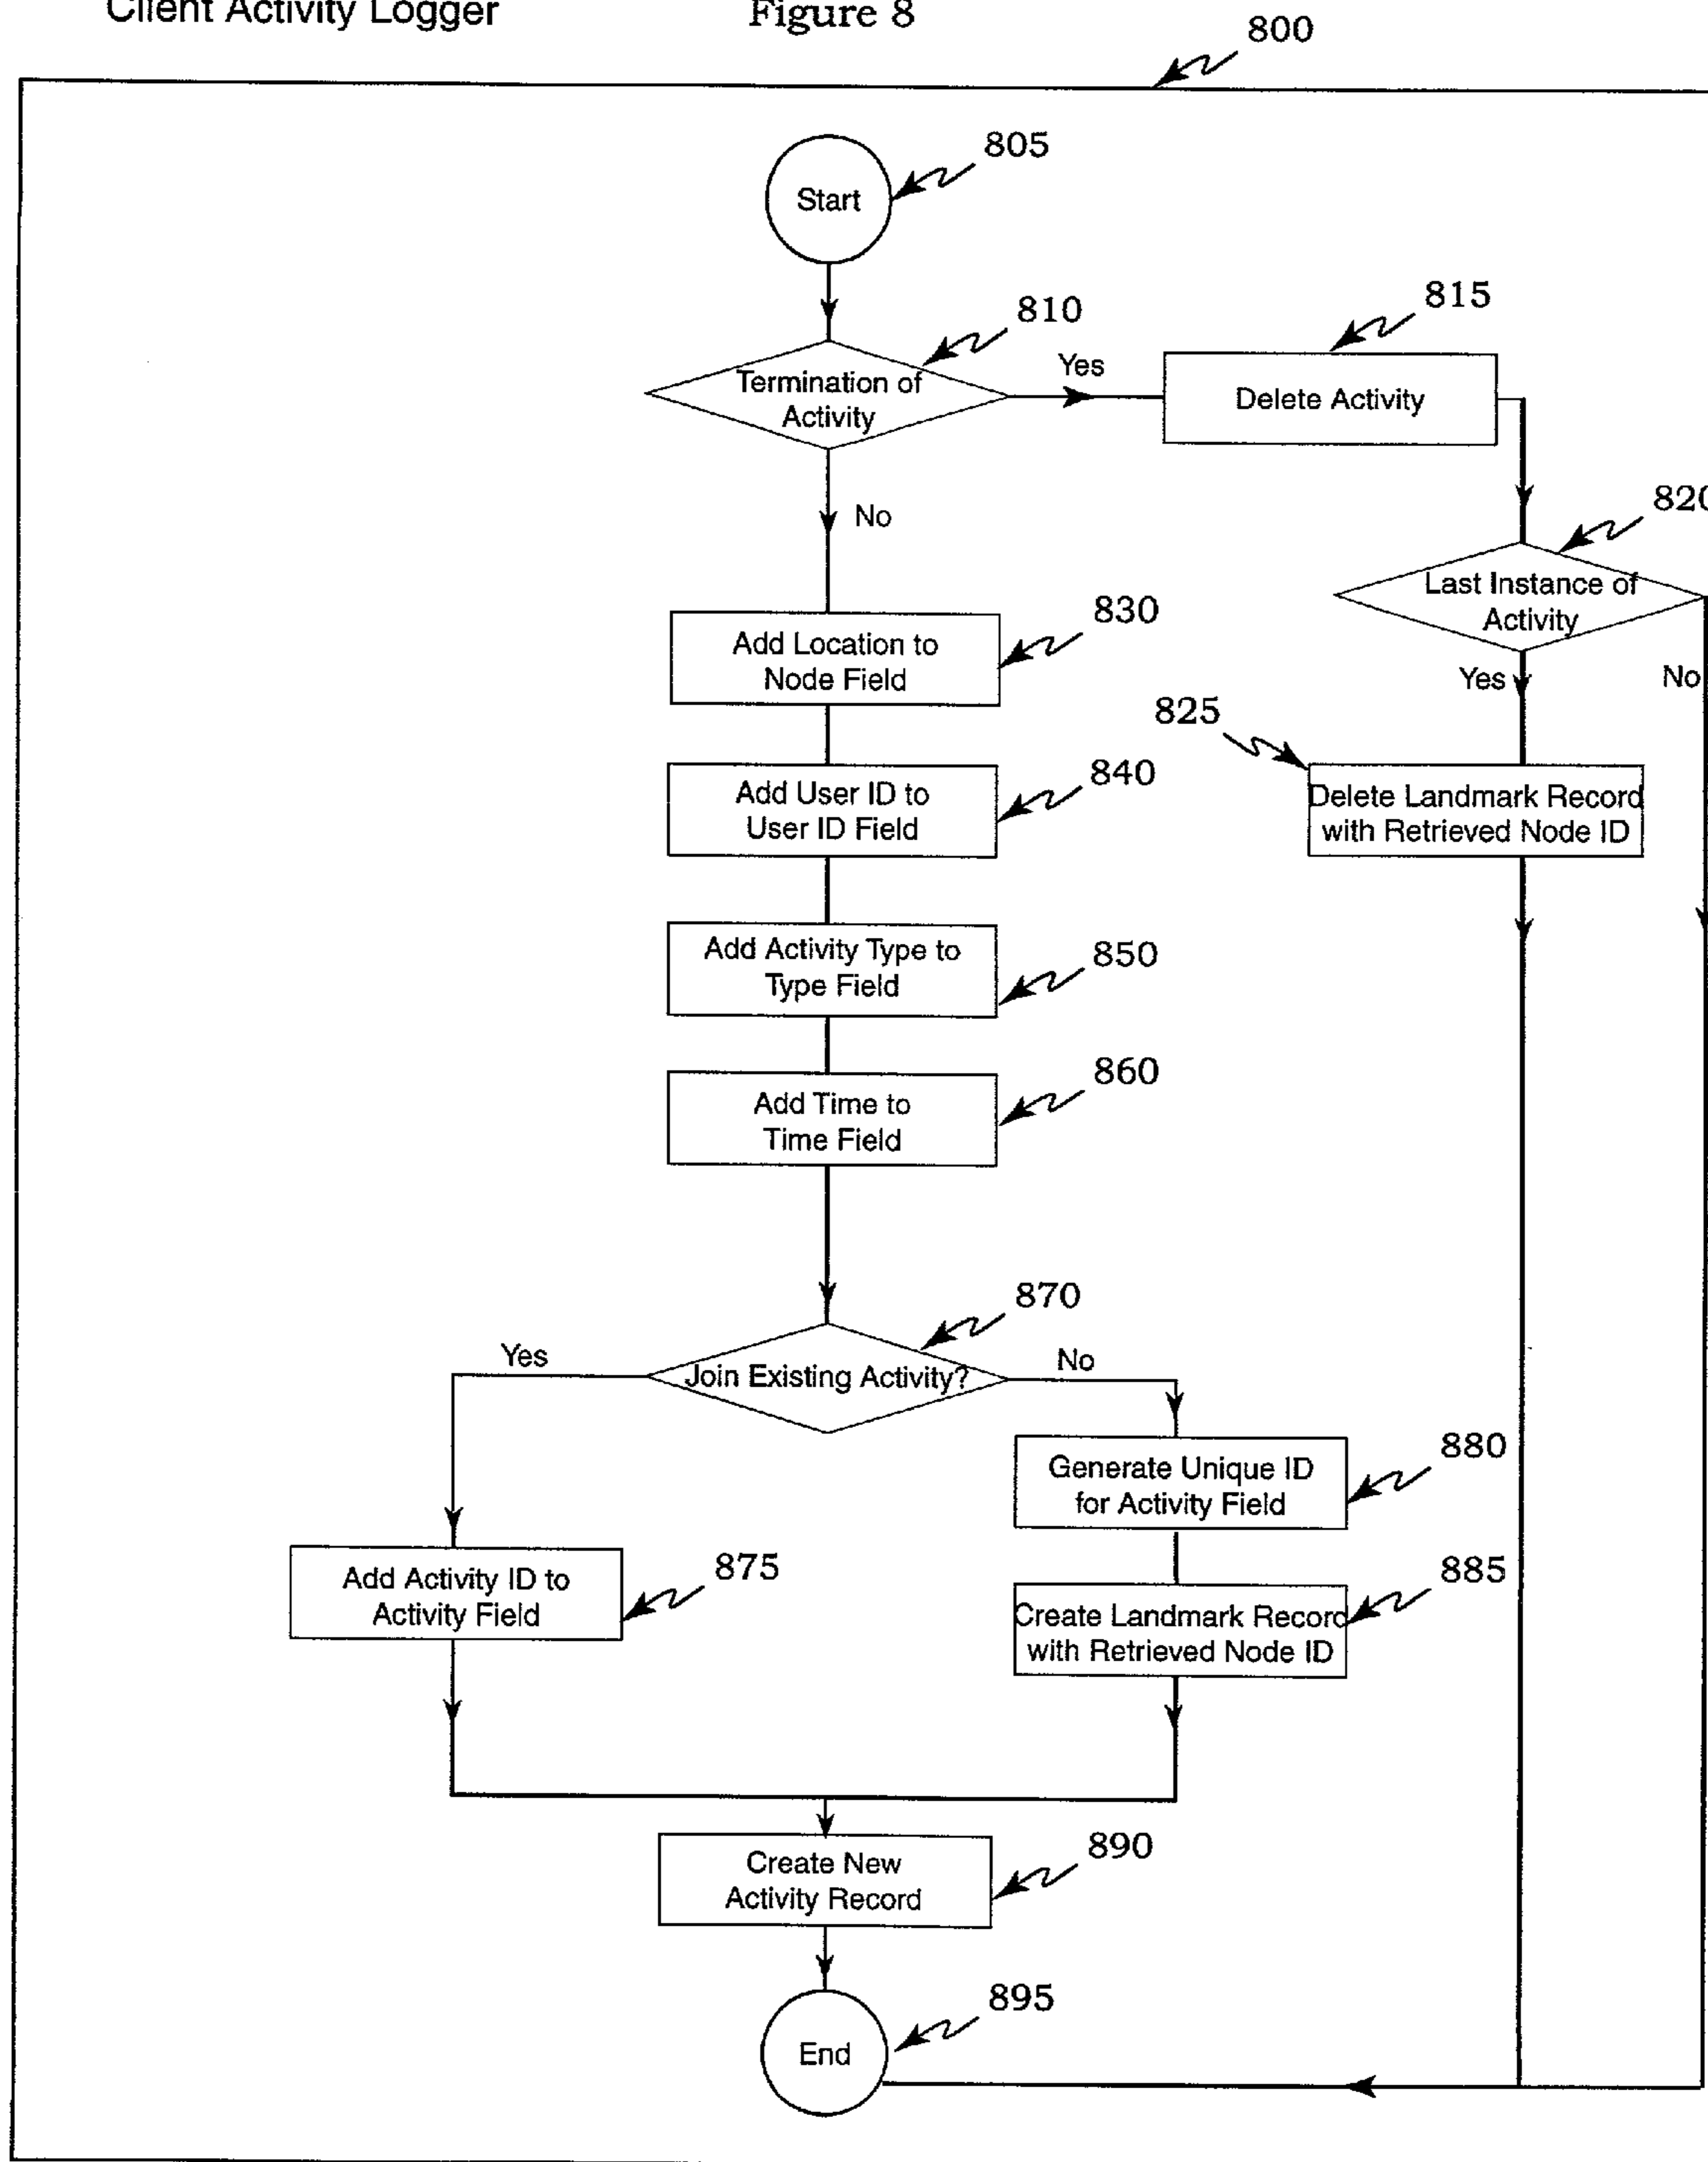 Client Activity Logger
Figure 8
800
805
Start
810
815
Termination of
Activity
Yes
Delete Activity
No
820
Last Instance of
Activity
Yes
No
830
Add Location to
Node Field
825
Delete Landmark Record
with Retrieved Node ID
840
Add User ID to
User ID Field
850
Add Activity Type to
Type Field
860
Add Time to
Time Field
870
Join Existing Activity?
Yes
No
880
Generate Unique ID
for Activity Field
875
Add Activity ID to
Activity Field
885
Create Landmark Record
with Retrieved Node ID
890
Create New
Activity Record
895
End